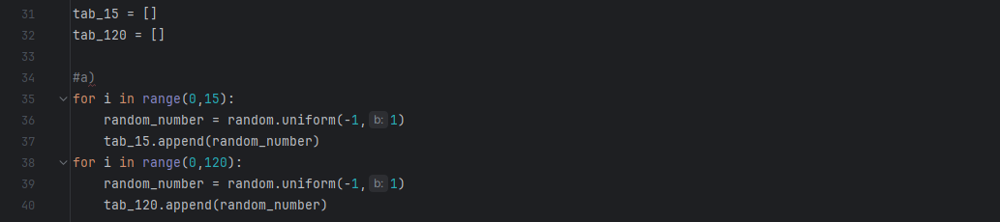 31 tab_15 = []
32 tab_120 = []
33
34 #a)
35 for i in range(0,15):
36     random_number = random.uniform(-1, b: 1)
37     tab_15.append(random_number)
38 for i in range(0,120):
39     random_number = random.uniform(-1, b: 1)
40     tab_120.append(random_number)